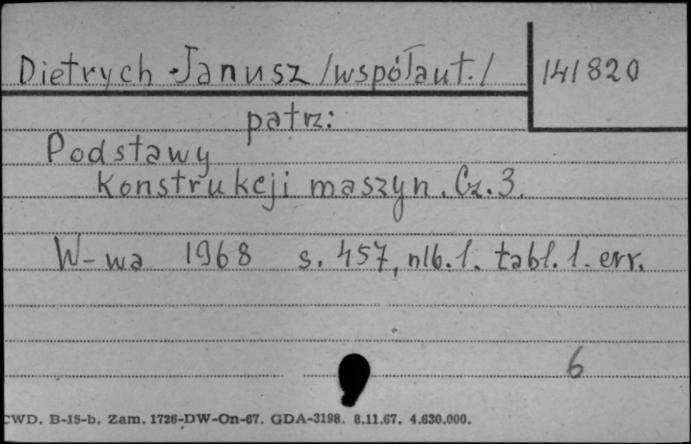 Dietrych Janusz /współaut./ 141820
patrz:
Podstawy
konstrukcji maszyn. Cz. 3.
W-wa 1968 s. 457, nlb. 1. tabl. 1. err.
6
CWD. B-15-b. Zam. 1726-DW-On-67. GDA-3198. 8.11.67. 4.630.000.